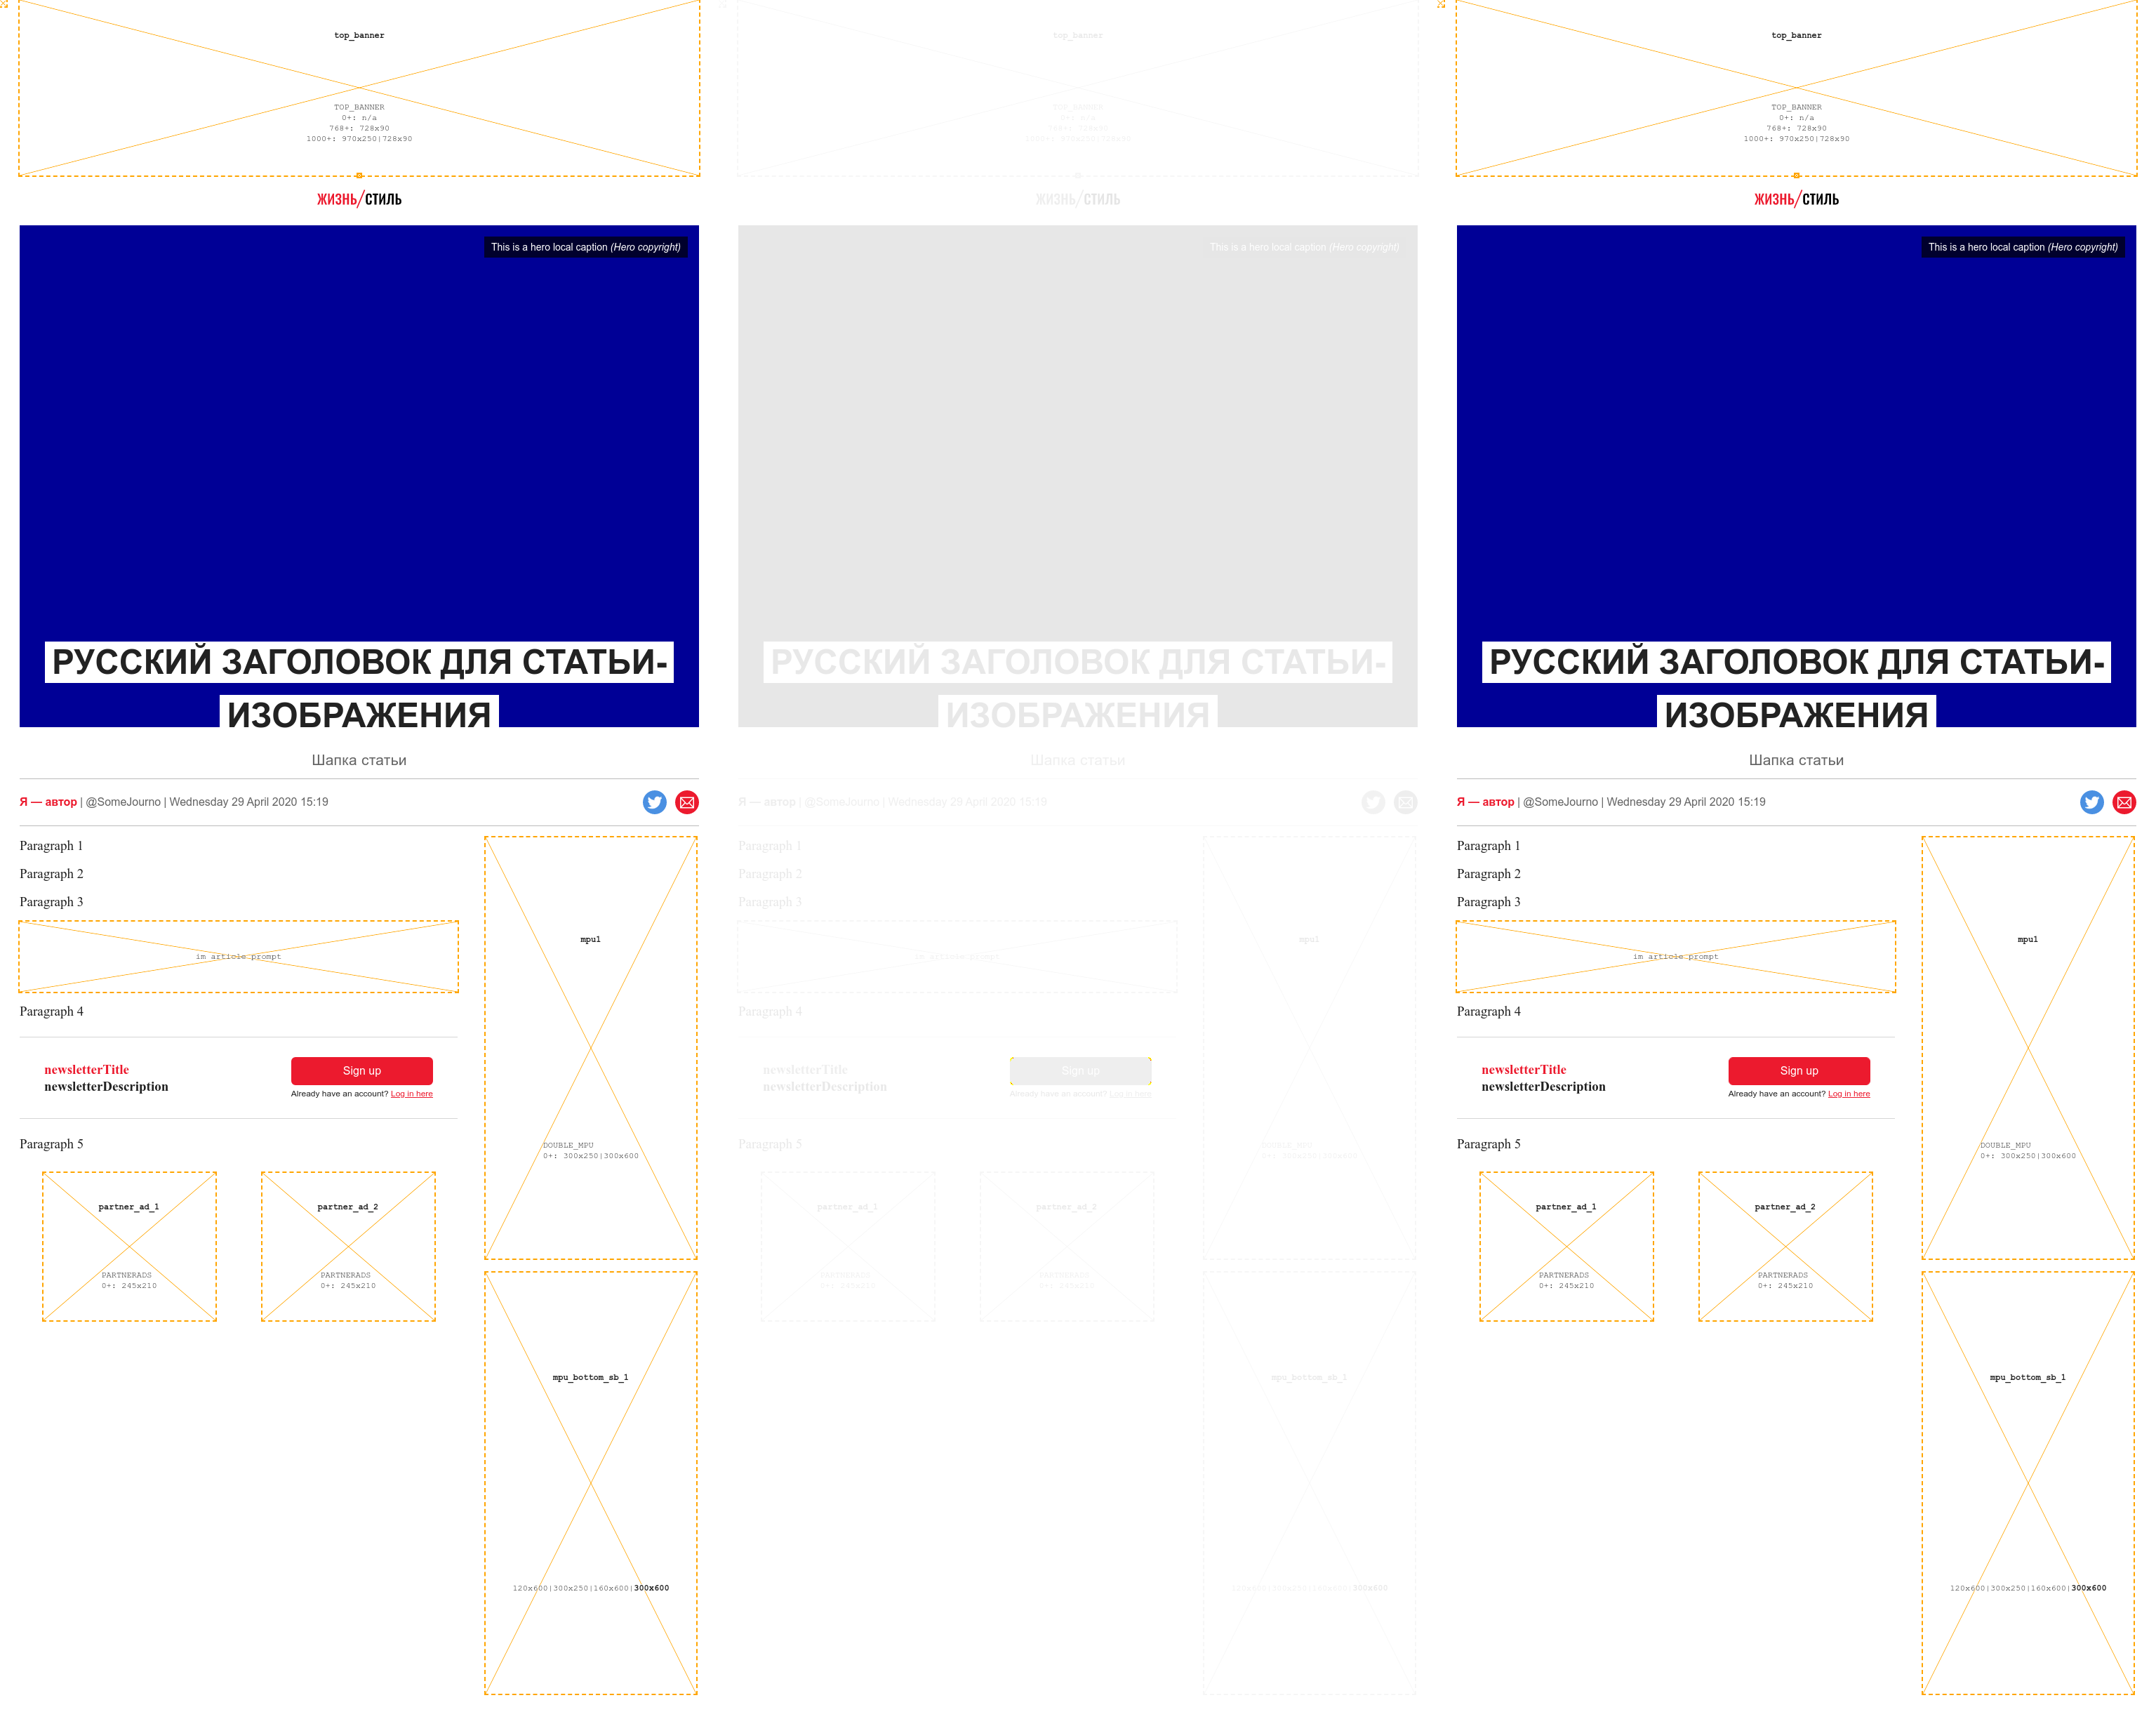 top_banner
TOP_BANNER
0+: n/a
768+: 728x90
1000+: 970x250|728x90
ЖИЗНЬ/СТИЛЬ
This is a hero local caption (Hero copyright)
РУССКИЙ ЗАГОЛОВОК ДЛЯ СТАТЬИ-
ИЗОБРАЖЕНИЯ
Шапка статьи
Я — автор | @SomeJourno | Wednesday 29 April 2020 15:19
Paragraph 1
Paragraph 2
Paragraph 3
im article prompt
Paragraph 4
newsletterTitle
newsletterDescription
Sign up
Already have an account? Log in here
Paragraph 5
partner_ad_1
PARTNERADS
0+: 245x210
partner_ad_2
PARTNERADS
0+: 245x210
mpu1
DOUBLE_MPU
0+: 300x250|300x600
mpu_bottom_sb_1
120x600|300x250|160x600|300x600
top_banner
TOP_BANNER
0+: n/a
768+: 728x90
1000+: 970x250|728x90
ЖИЗНЬ/СТИЛЬ
This is a hero local caption (Hero copyright)
РУССКИЙ ЗАГОЛОВОК ДЛЯ СТАТЬИ-
ИЗОБРАЖЕНИЯ
Шапка статьи
Я — автор | @SomeJourno | Wednesday 29 April 2020 15:19
Paragraph 1
Paragraph 2
Paragraph 3
im article prompt
Paragraph 4
newsletterTitle
newsletterDescription
Sign up
Already have an account? Log in here
Paragraph 5
partner_ad_1
PARTNERADS
0+: 245x210
partner_ad_2
PARTNERADS
0+: 245x210
mpu1
DOUBLE_MPU
0+: 300x250|300x600
mpu_bottom_sb_1
120x600|300x250|160x600|300x600
top_banner
TOP_BANNER
0+: n/a
768+: 728x90
1000+: 970x250|728x90
ЖИЗНЬ/СТИЛЬ
This is a hero local caption (Hero copyright)
РУССКИЙ ЗАГОЛОВОК ДЛЯ СТАТЬИ-
ИЗОБРАЖЕНИЯ
Шапка статьи
Я — автор | @SomeJourno | Wednesday 29 April 2020 15:19
Paragraph 1
Paragraph 2
Paragraph 3
im article prompt
Paragraph 4
newsletterTitle
newsletterDescription
Sign up
Already have an account? Log in here
Paragraph 5
partner_ad_1
PARTNERADS
0+: 245x210
partner_ad_2
PARTNERADS
0+: 245x210
mpu1
DOUBLE_MPU
0+: 300x250|300x600
mpu_bottom_sb_1
120x600|300x250|160x600|300x600